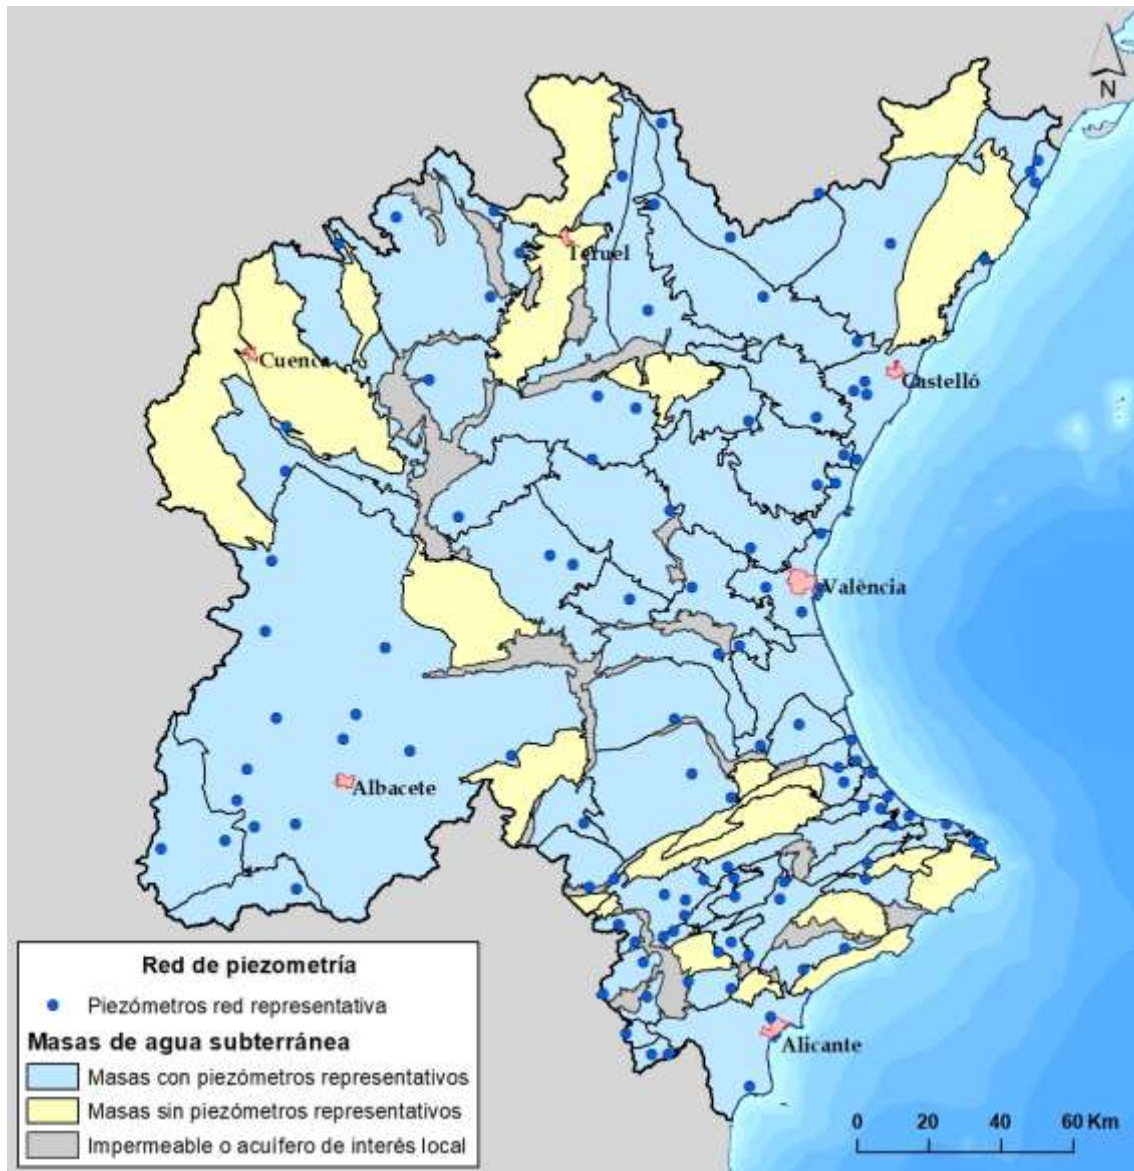 N
Teruel
Cuenca
Castelló
València
Albacete
Alicante
Red de piezometría
Piezómetros red representativa
Masas de agua subterránea
Masas con piezómetros representativos
Masas sin piezómetros representativos
Impermeable o acuífero de interés local
0 20 40 60 Km